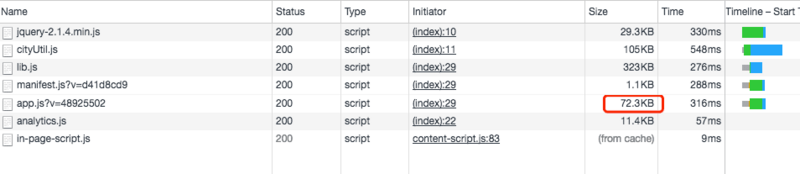 Name Status Type Initiator Size Time Timeline – Start T
jquery-2.1.4.min.js 200 script (index):10 29.3KB 330ms
cityUtil.js 200 script (index):11 105KB 548ms
lib.js 200 script (index):29 323KB 276ms
manifest.js?v=d41d8cd9 200 script (index):29 1.1KB 288ms
app.js?v=48925502 200 script (index):29 72.3KB 316ms
analytics.js 200 script (index):22 11.4KB 57ms
in-page-script.js 200 script content-script.js:83 (from cache) 9ms